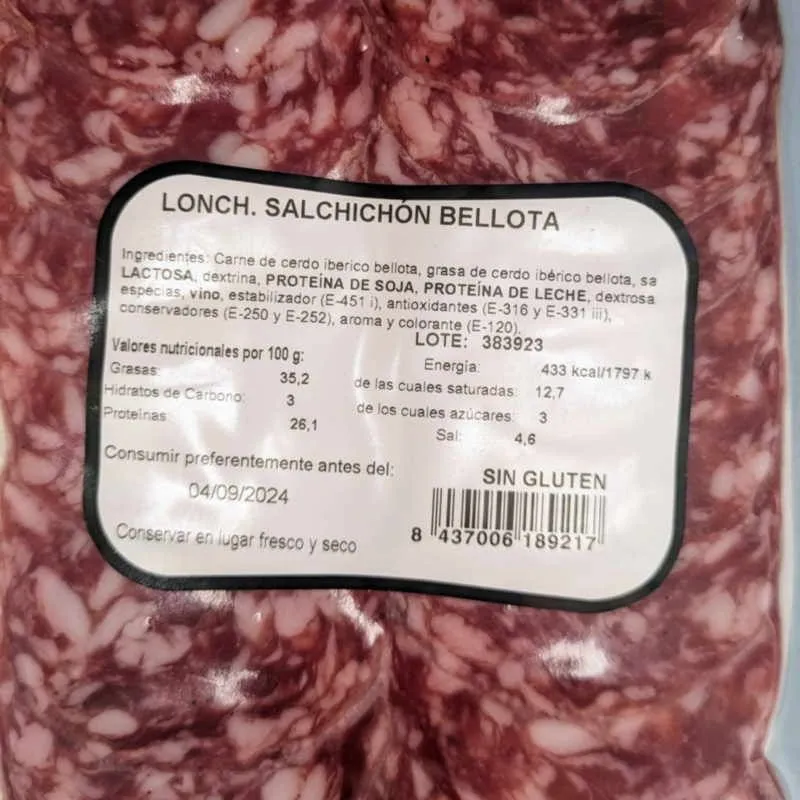 LONCH. SALCHICHÓN BELLOTA
Ingredientes: Carne de cerdo iberico bellota, grasa de cerdo ibérico bellota, sa
LACTOSA, dextrina, PROTEÍNA DE SOJA, PROTEÍNA DE LECHE, dextrosa
especias, vino, estabilizador (E-451 i), antioxidantes (E-316 y E-331 iii),
conservadores (E-250 y E-252), aroma y colorante (E-120).
LOTE: 383923
Valores nutricionales por 100 g:
Energía: 433 kcal/1797 k
Grasas: 35,2 de las cuales saturadas: 12,7
Hidratos de Carbono: 3 de los cuales azúcares: 3
Proteínas: 26,1 Sal: 4,6
Consumir preferentemente antes del:
04/09/2024
SIN GLUTEN
Conservar en lugar fresco y seco
8 437006 189217